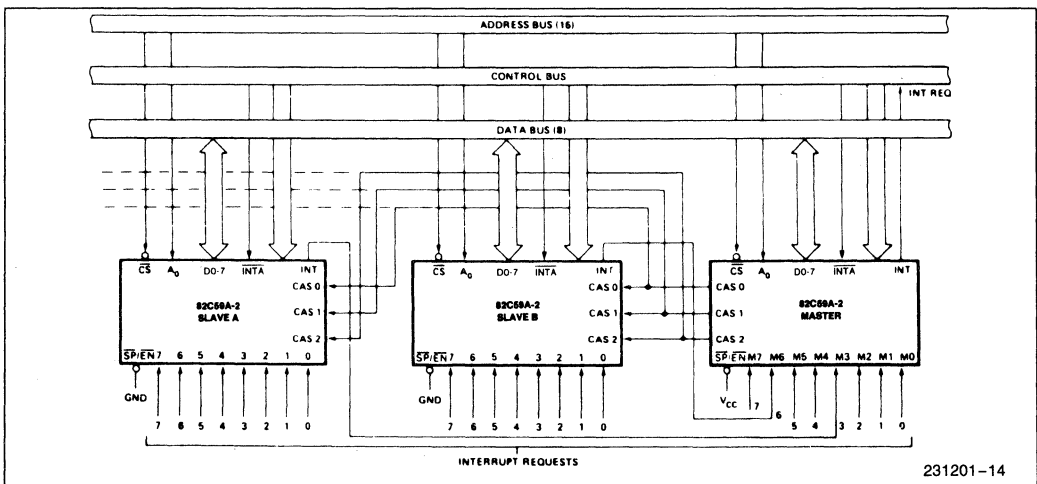 ADDRESS BUS (16)
CONTROL BUS
INT REQ
DATA BUS (8)
CS A0 D0-7 INTA INT
82C59A-2
SLAVE A
CAS 0
CAS 1
CAS 2
SP/EN 7 6 5 4 3 2 1 0
GND
7 6 5 4 3 2 1 0
CS A0 D0-7 INTA INT
82C59A-2
SLAVE B
CAS 0
CAS 1
CAS 2
SP/EN 7 6 5 4 3 2 1 0
GND
7 6 5 4 3 2 1 0
CS A0 D0-7 INTA INT
82C59A-2
MASTER
CAS 0
CAS 1
CAS 2
SP/EN M7 M6 M5 M4 M3 M2 M1 M0
VCC
7 6 5 4 3 2 1 0
INTERRUPT REQUESTS
231201-14